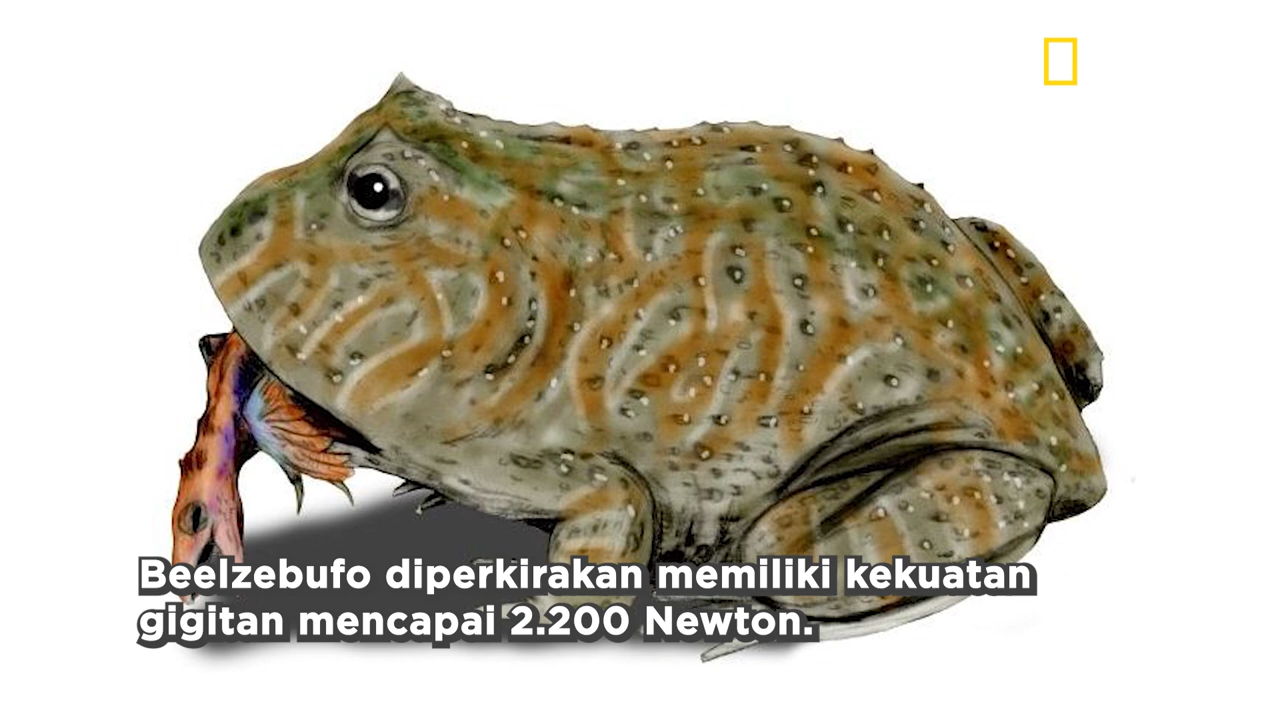 Beelzebufo diperkirakan memiliki kekuatan
gigitan mencapai 2.200 Newton.